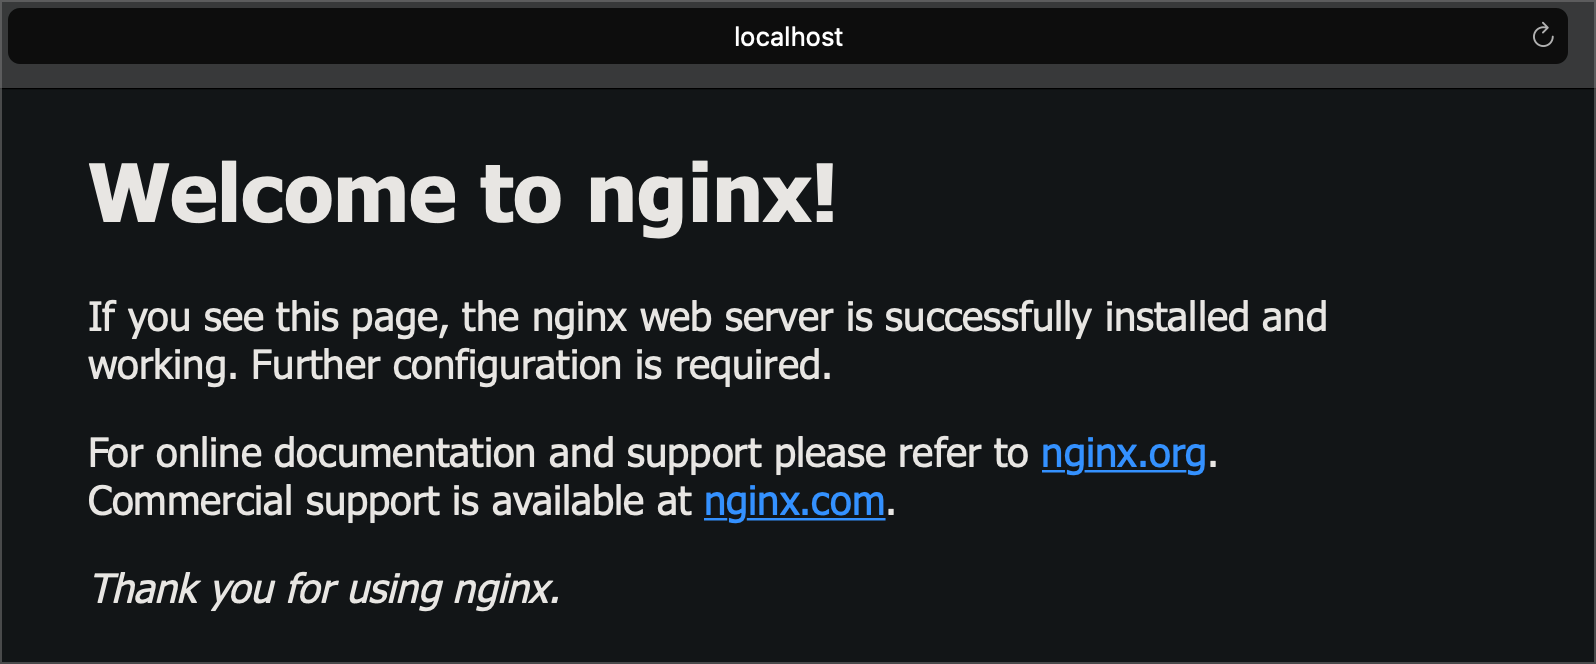 localhost
Welcome to nginx!
If you see this page, the nginx web server is successfully installed and
working. Further configuration is required.
For online documentation and support please refer to nginx.org.
Commercial support is available at nginx.com.
Thank you for using nginx.